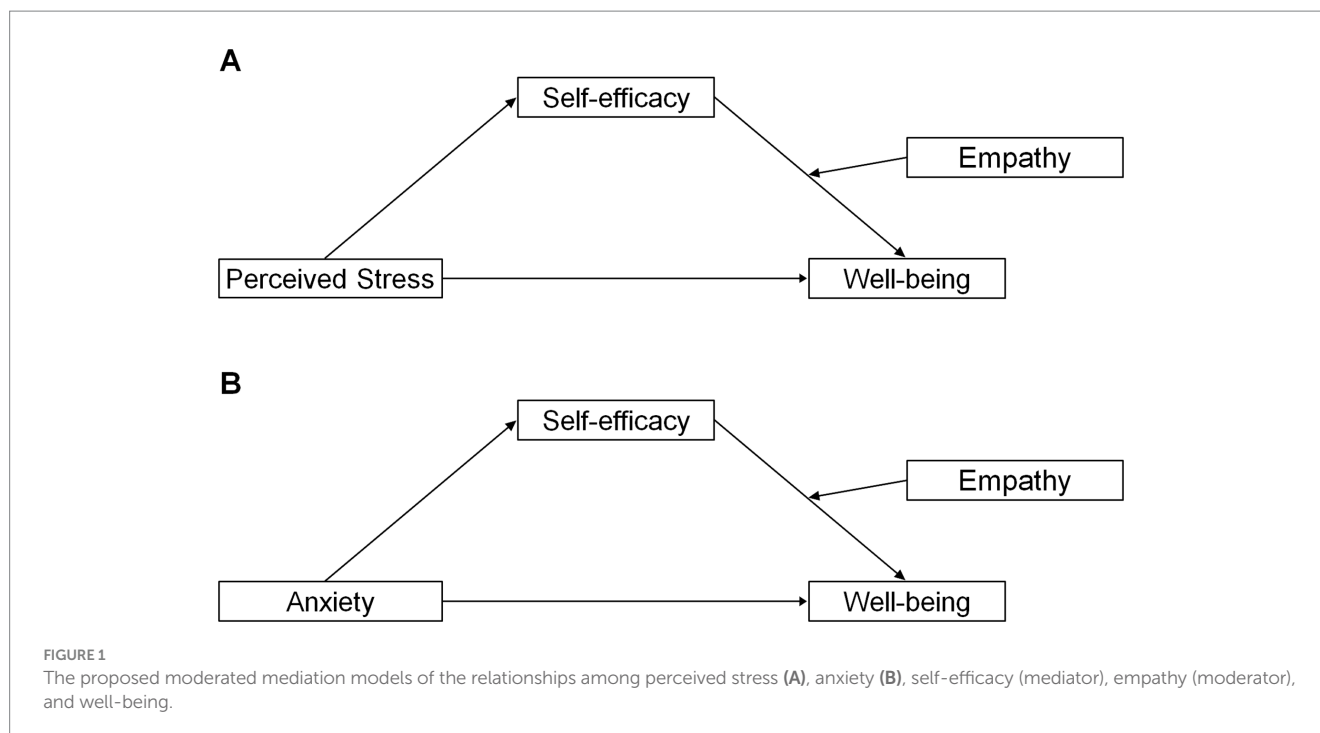 A
Self-efficacy
Empathy
Perceived Stress
Well-being
B
Self-efficacy
Empathy
Anxiety
Well-being
FIGURE 1
The proposed moderated mediation models of the relationships among perceived stress (A), anxiety (B), self-efficacy (mediator), empathy (moderator),
and well-being.